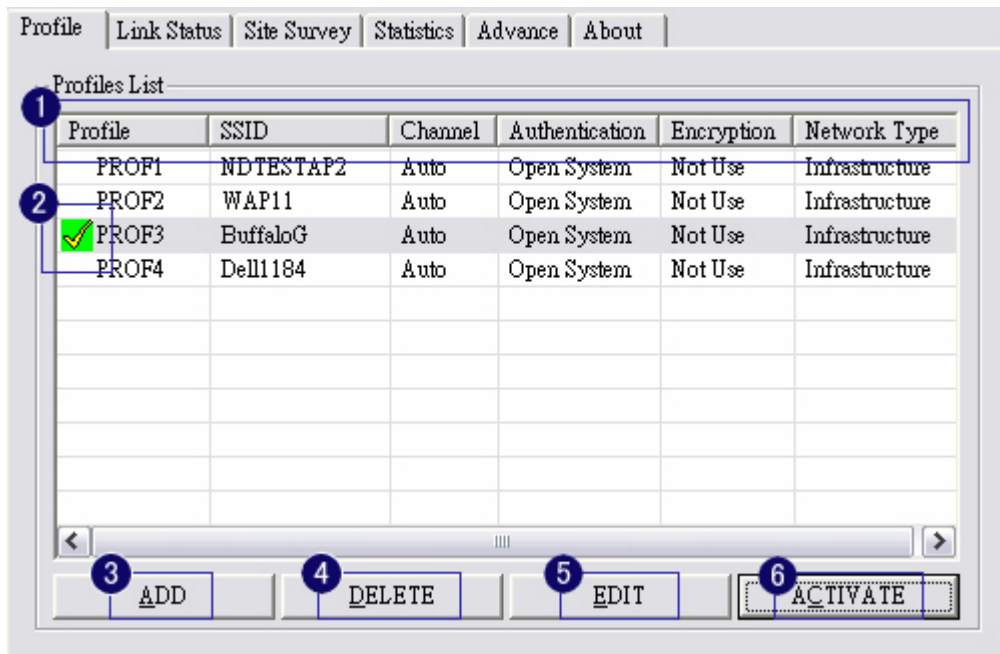 Profile Link Status Site Survey Statistics Advance About
Profiles List
1
Profile SSID Channel Authentication Encryption Network Type
PROF1 NDTESTAP2 Auto Open System Not Use Infrastructure
2
PROF2 WAP11 Auto Open System Not Use Infrastructure
PROF3 BuffaloG Auto Open System Not Use Infrastructure
PROF4 Dell1184 Auto Open System Not Use Infrastructure
3 4 5 6
ADD DELETE EDIT ACTIVATE